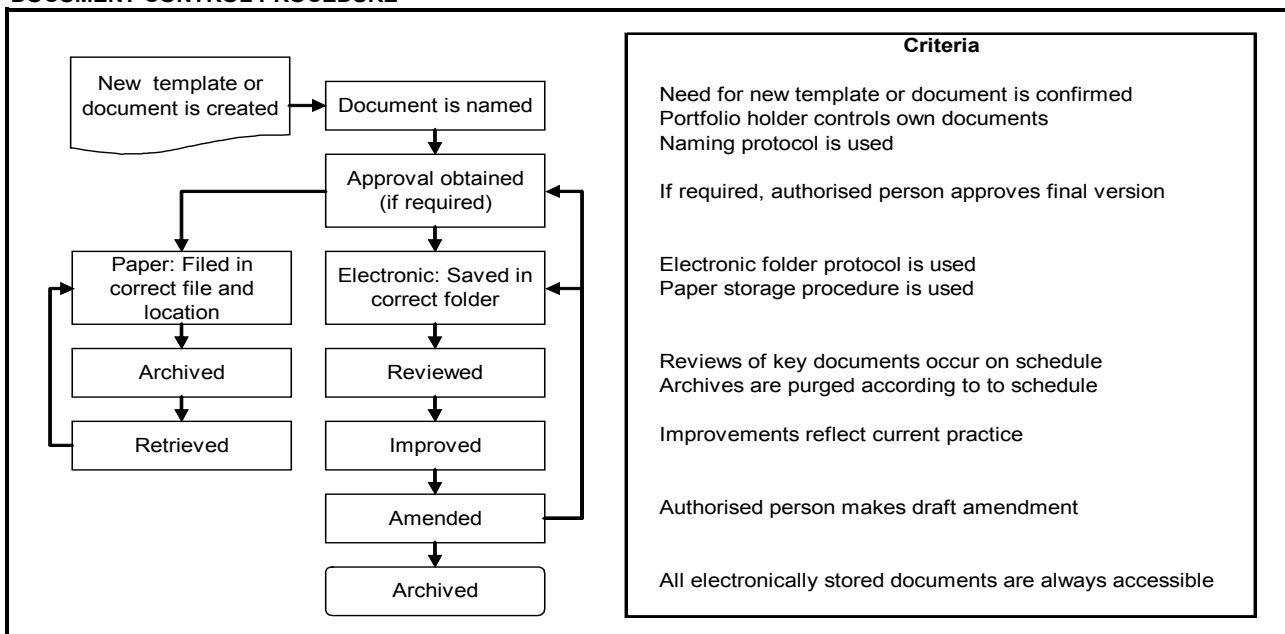 DOCUMENT CONTROL PROCEDURE
New template or
document is created
Document is named
Approval obtained
(if required)
Paper: Filed in
correct file and
location
Electronic: Saved in
correct folder
Archived
Reviewed
Retrieved
Improved
Amended
Archived
Criteria
Need for new template or document is confirmed
Portfolio holder controls own documents
Naming protocol is used
If required, authorised person approves final version
Electronic folder protocol is used
Paper storage procedure is used
Reviews of key documents occur on schedule
Archives are purged according to to schedule
Improvements reflect current practice
Authorised person makes draft amendment
All electronically stored documents are always accessible